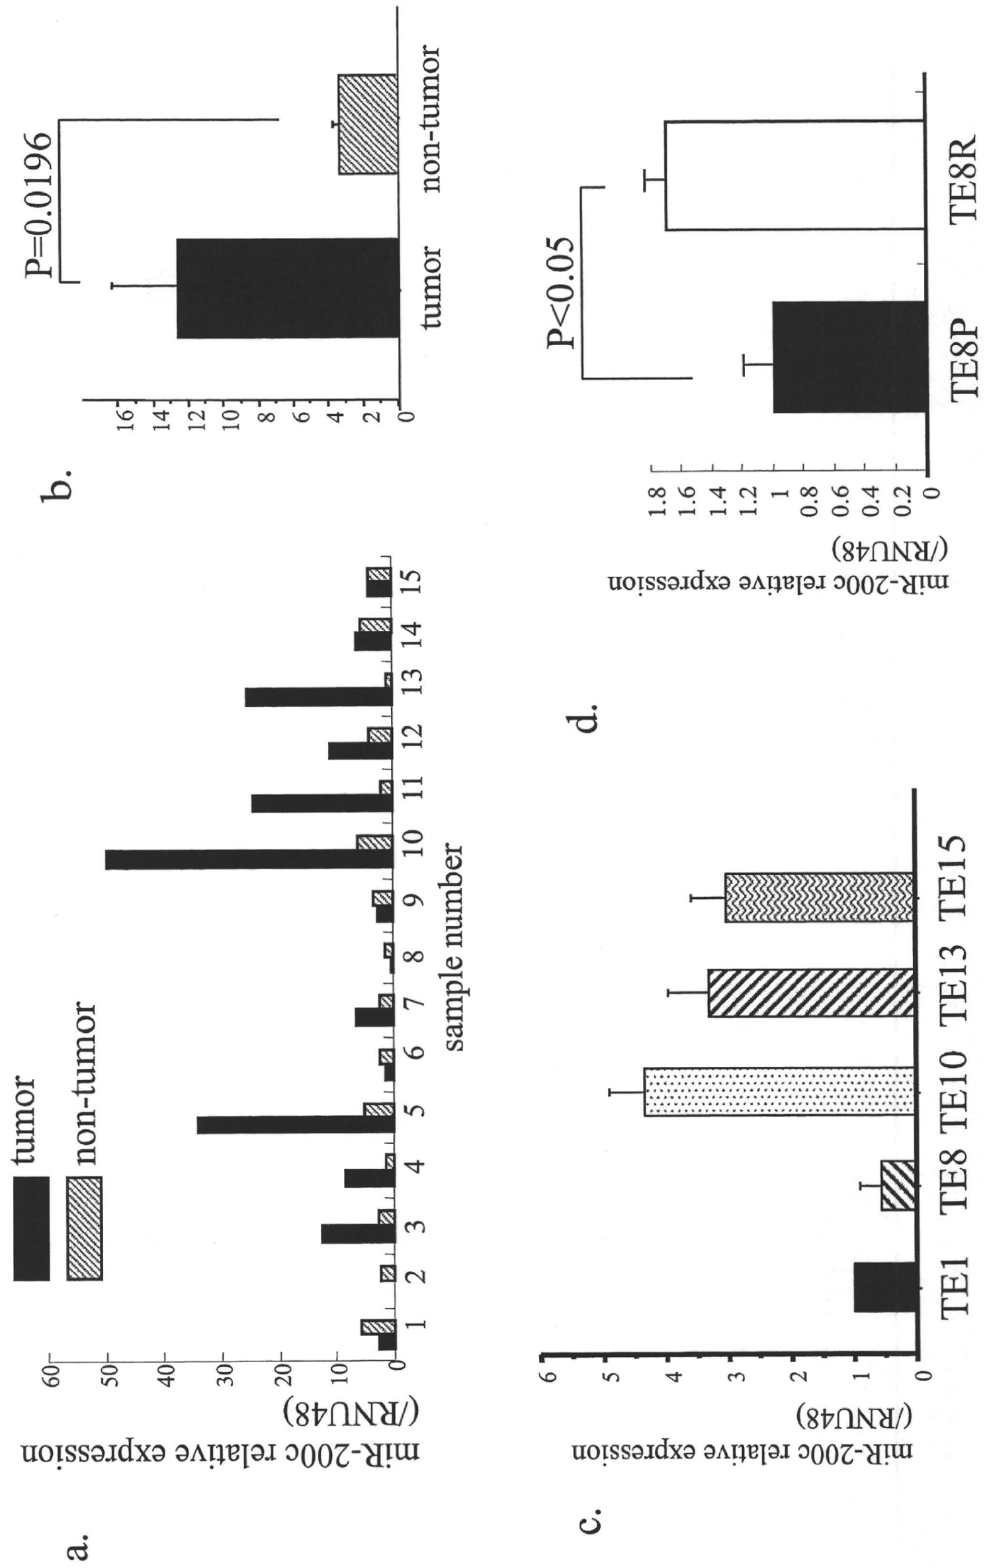 a.
miR-200c relative expression
(/RNU48)
60
50
40
30
20
10
0
tumor
non-tumor
1 2 3 4 5 6 7 8 9 10 11 12 13 14 15
sample number
b.
16
14
12
10
8
6
4
2
0
P=0.0196
tumor non-tumor
c.
miR-200c relative expression
(/RNU48)
6
5
4
3
2
1
0
TE1 TE8 TE10 TE13 TE15
d.
miR-200c relative expression
(/RNU48)
1.8
1.6
1.4
1.2
1
0.8
0.6
0.4
0.2
0
P<0.05
TE8P TE8R